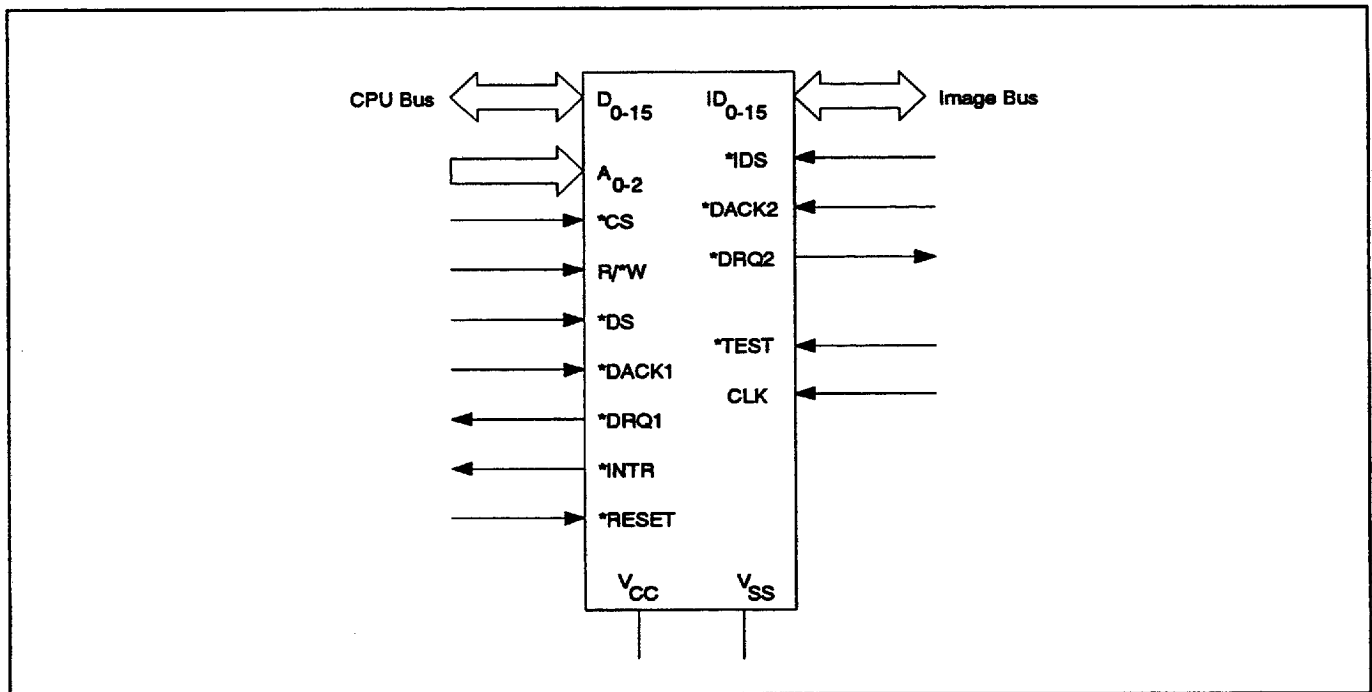 CPU Bus
D0-15
ID0-15
Image Bus
*IDS
A0-2
*DACK2
*CS
*DRQ2
R/*W
*DS
*TEST
*DACK1
CLK
*DRQ1
*INTR
*RESET
VCC
VSS